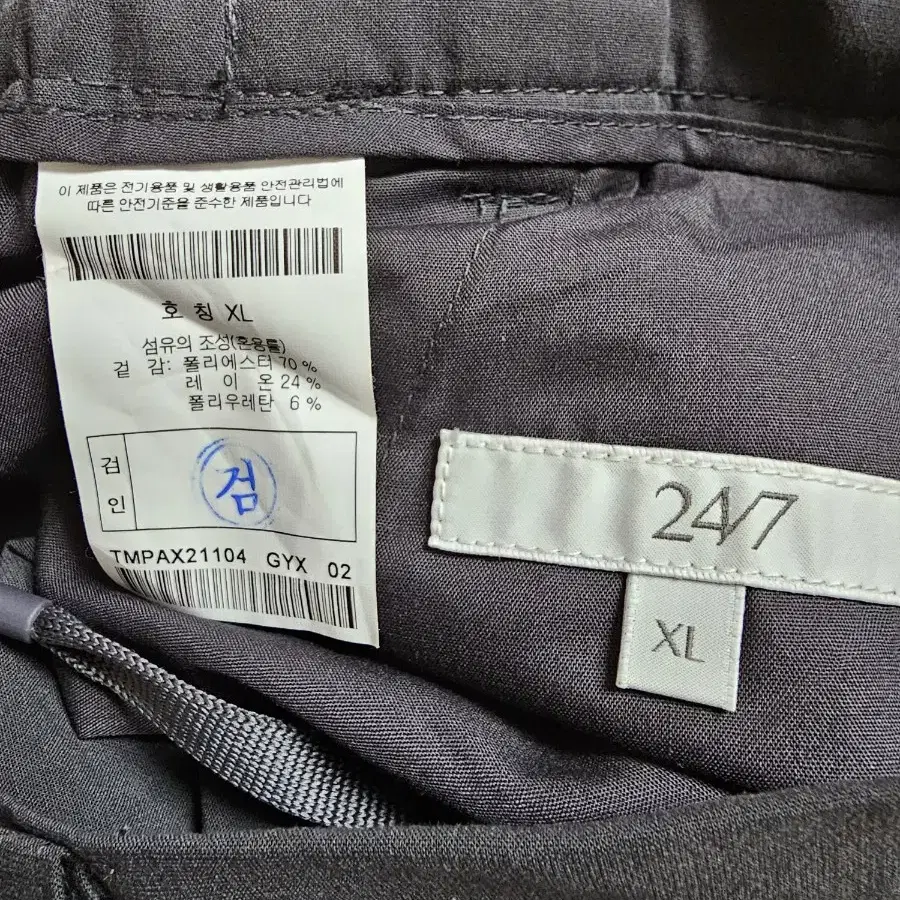 이 제품은 전기용품 및 생활용품 안전관리법에
따른 안전기준을 준수한 제품입니다
호 칭 XL
섬유의 조성(혼용률)
겉 감: 폴리에스터 70 %
레 이 온 24 %
폴리우레탄 6 %
검
인
검
TMPAX21104 GYX 02
24/7
XL